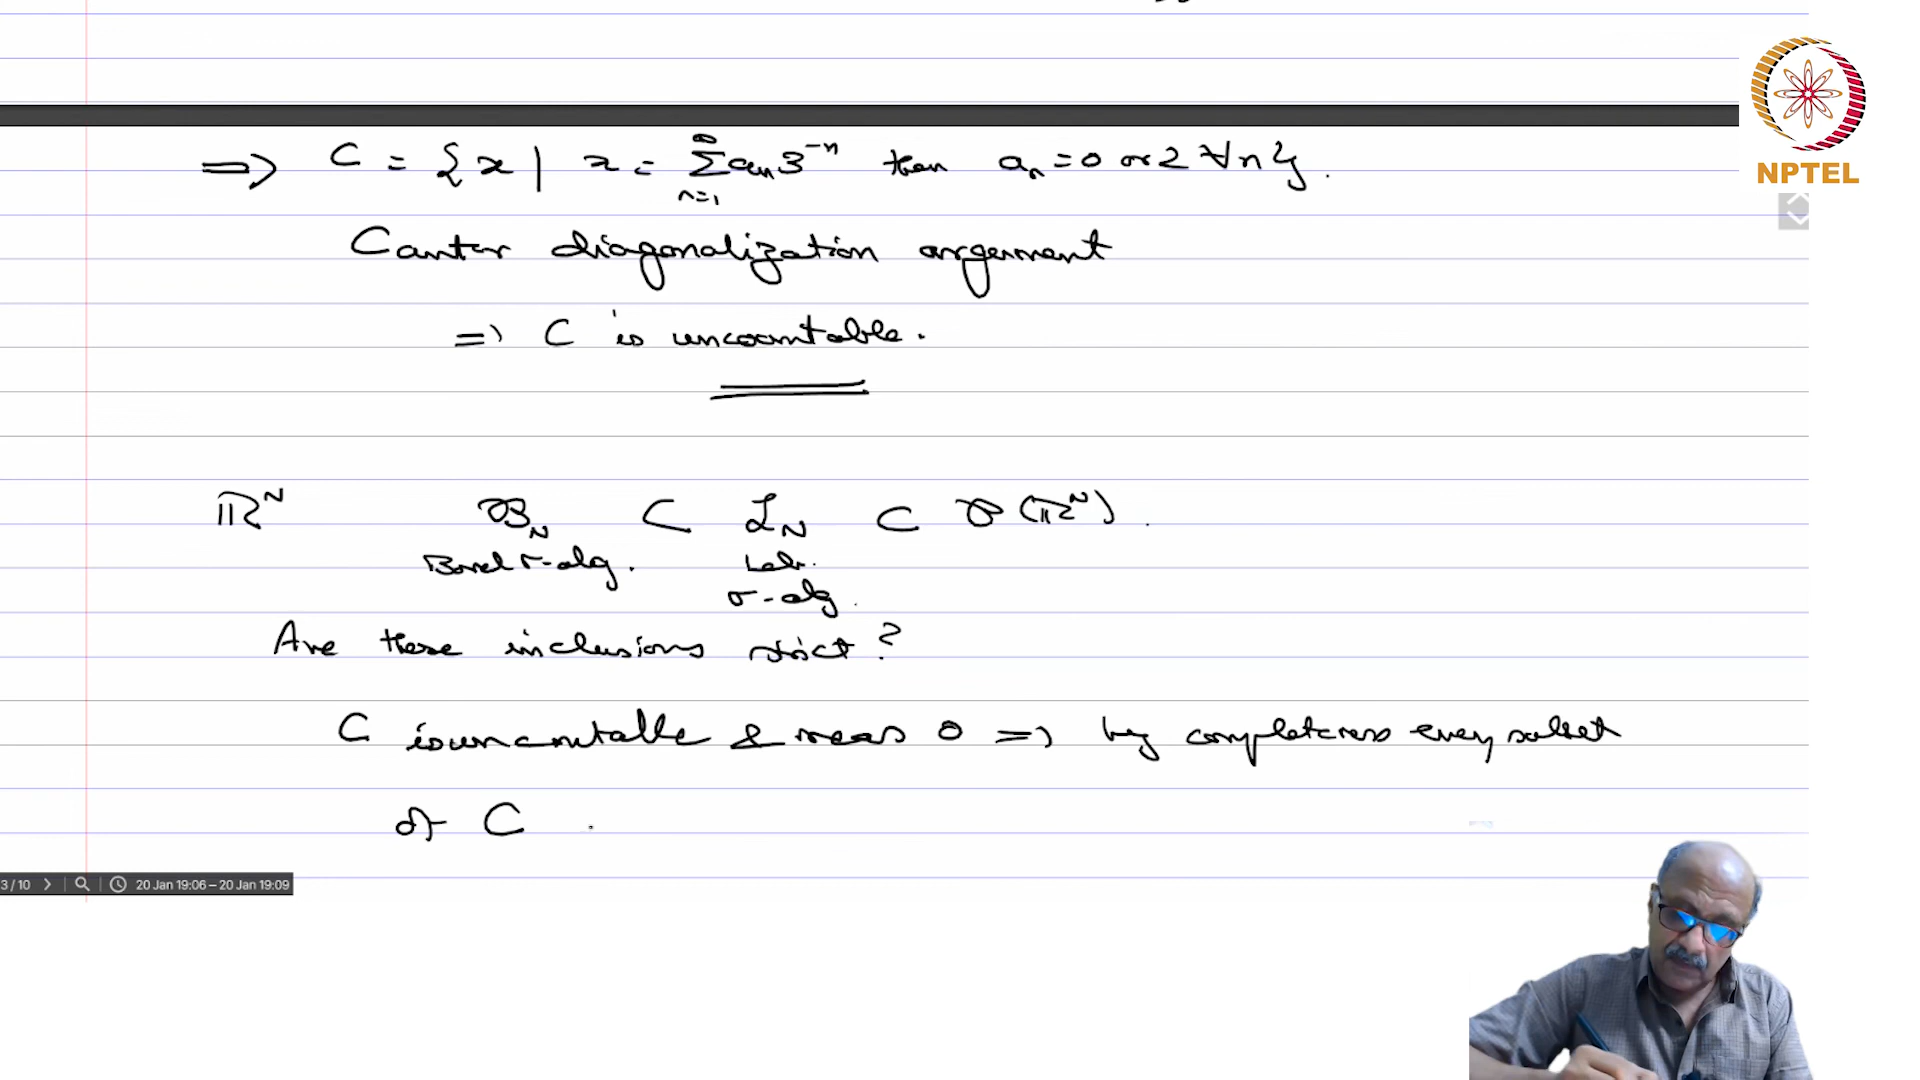 ⇒ C = {x | x = ∑_{n=1}^{∞} a_n 3^{-n} then a_n = 0 or 2 ∀n}.
NPTEL
Cantor diagonalization argument
⇒ C is uncountable.
ℝ^N 𝓑_N ⊂ 𝓛_N ⊂ 𝒫(ℝ^N).
Borel σ-alg. Leb.
σ-alg.
Are these inclusions strict?
C is uncountable & meas 0 ⇒ by completeness every subset
of C
3/10 > 20 Jan 19:06 – 20 Jan 19:09